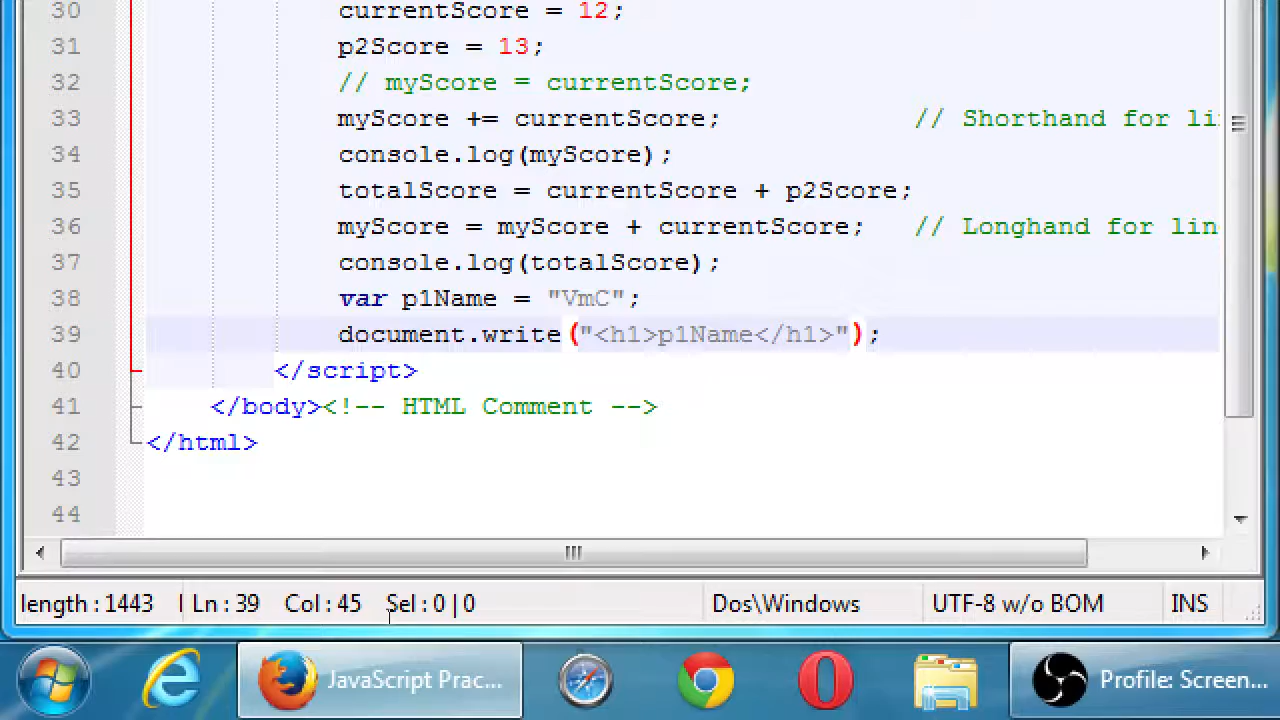 30 currentScore = 12;
31 p2Score = 13;
32 // myScore = currentScore;
33 myScore += currentScore; // Shorthand for li
34 console.log(myScore);
35 totalScore = currentScore + p2Score;
36 myScore = myScore + currentScore; // Longhand for lin
37 console.log(totalScore);
38 var p1Name = "VmC";
39 document.write("<h1>p1Name</h1>");
40 </script>
41 </body><!-- HTML Comment -->
42 </html>
43
44
length : 1443 l Ln : 39 Col : 45 Sel : 0 | 0 Dos\Windows UTF-8 w/o BOM INS
JavaScript Prac... Profile: Screen...